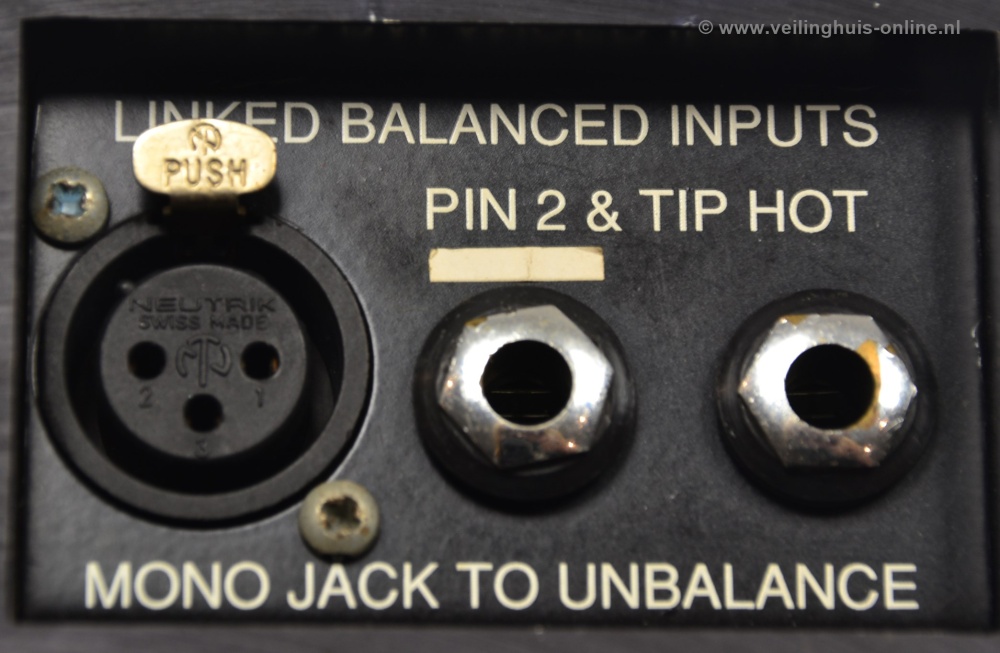 © www.veilinghuis-online.nl
LINKED BALANCED INPUTS
PUSH
PIN 2 & TIP HOT
NEUTRIK
SWISS MADE
2 1
3
MONO JACK TO UNBALANCE